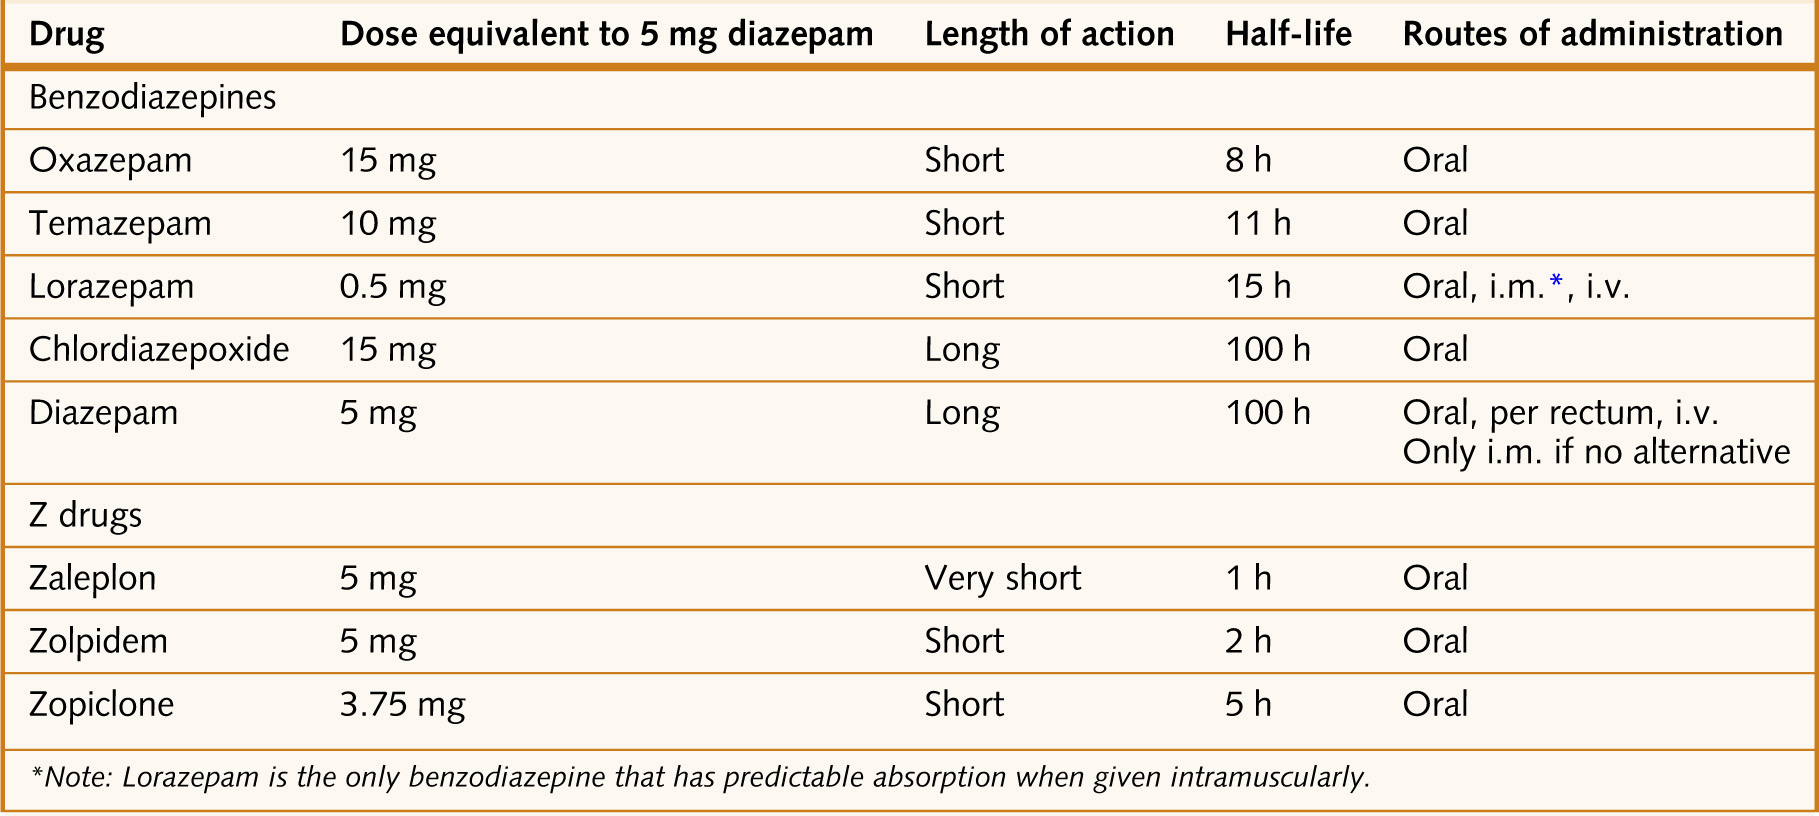 Drug Dose equivalent to 5 mg diazepam Length of action Half-life Routes of administration
Benzodiazepines
Oxazepam 15 mg Short 8 h Oral
Temazepam 10 mg Short 11 h Oral
Lorazepam 0.5 mg Short 15 h Oral, i.m.*, i.v.
Chlordiazepoxide 15 mg Long 100 h Oral
Diazepam 5 mg Long 100 h Oral, per rectum, i.v.
Only i.m. if no alternative
Z drugs
Zaleplon 5 mg Very short 1 h Oral
Zolpidem 5 mg Short 2 h Oral
Zopiclone 3.75 mg Short 5 h Oral
*Note: Lorazepam is the only benzodiazepine that has predictable absorption when given intramuscularly.